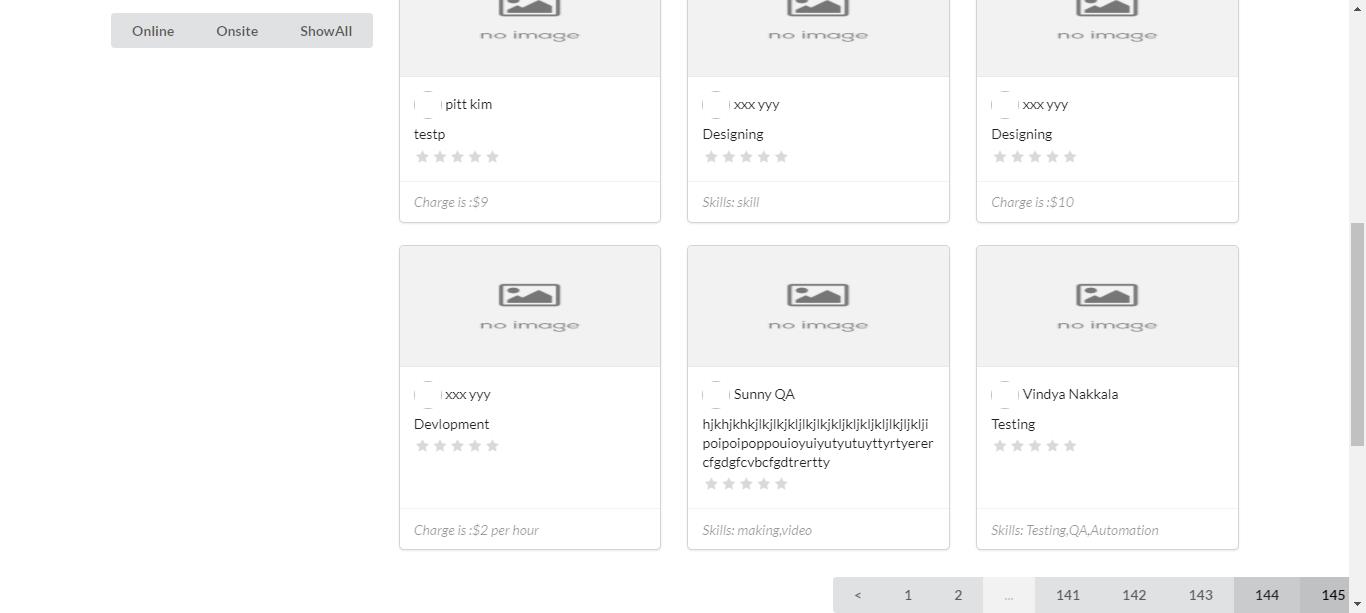 Online Onsite ShowAll
no image no image no image
pitt kim
testp
Charge is :$9
xxx yyy
Designing
Skills: skill
xxx yyy
Designing
Charge is :$10
no image no image no image
xxx yyy
Devlopment
Charge is :$2 per hour
Sunny QA
hjkhjkhkjlkjlkjkljlkjlkjkljkljkljkljlkjljklji
poipoipoppouioyuiyutyutuyttyrtyerer
cfgdgfcvbcfgdtrertty
Skills: making,video
Vindya Nakkala
Testing
Skills: Testing,QA,Automation
< 1 2 ... 141 142 143 144 145